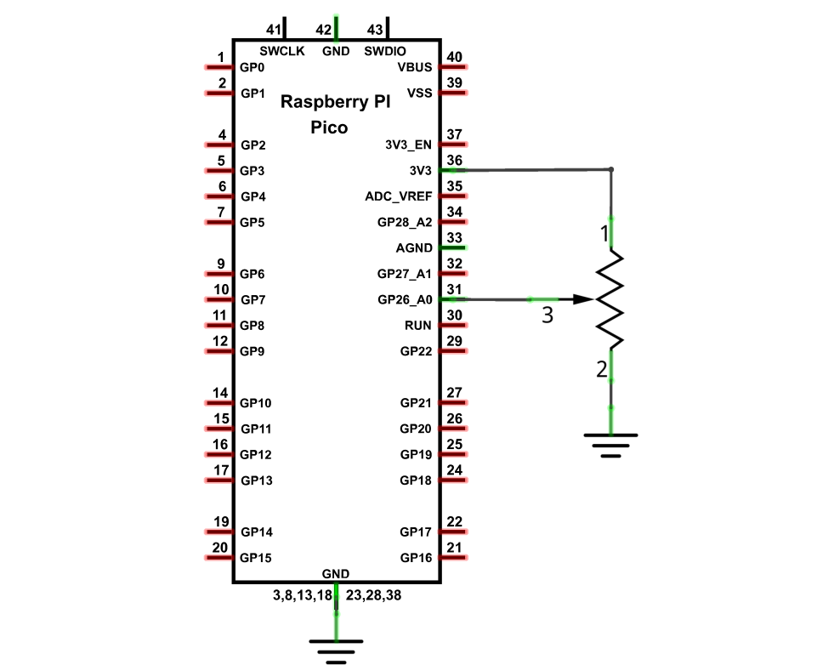 41 42 43
SWCLK GND SWDIO
1 GP0 VBUS 40
2 GP1 VSS 39
Raspberry PI
Pico
4 GP2 3V3_EN 37
5 GP3 3V3 36
6 GP4 ADC_VREF 35
7 GP5 GP28_A2 34
AGND 33
9 GP6 GP27_A1 32
10 GP7 GP26_A0 31
11 GP8 RUN 30
12 GP9 GP22 29
14 GP10 GP21 27
15 GP11 GP20 26
16 GP12 GP19 25
17 GP13 GP18 24
19 GP14 GP17 22
20 GP15 GP16 21
GND
3,8,13,18 23,28,38
1
3
2